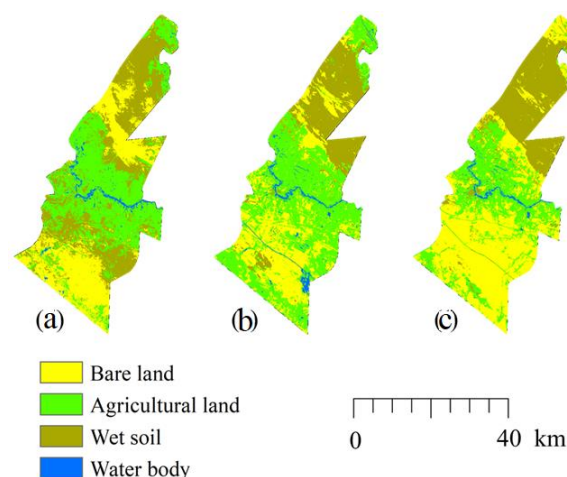 (a) (b) (c)
Bare land
Agricultural land
Wet soil
Water body
0 40 km